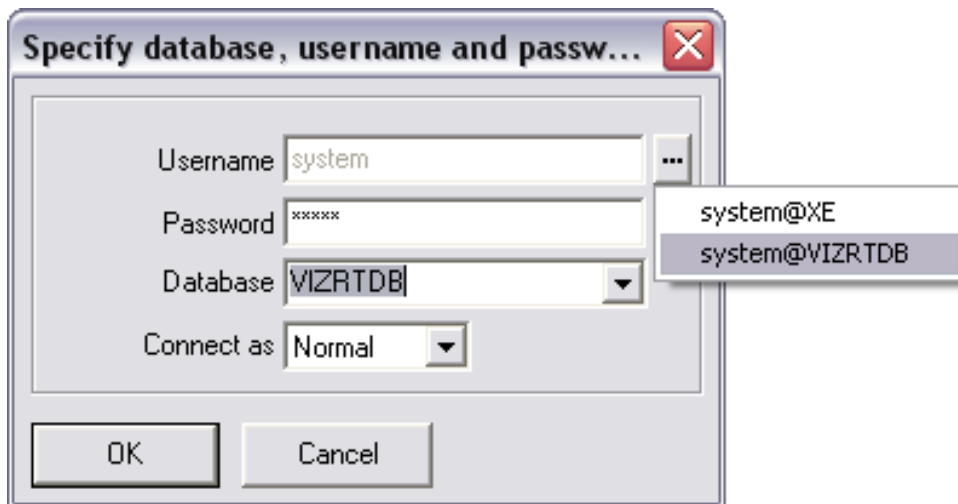 Specify database, username and passw...
Username system ...
system@XE
Password *****
system@VIZRTDB
Database VIZRTDB
Connect as Normal
OK Cancel